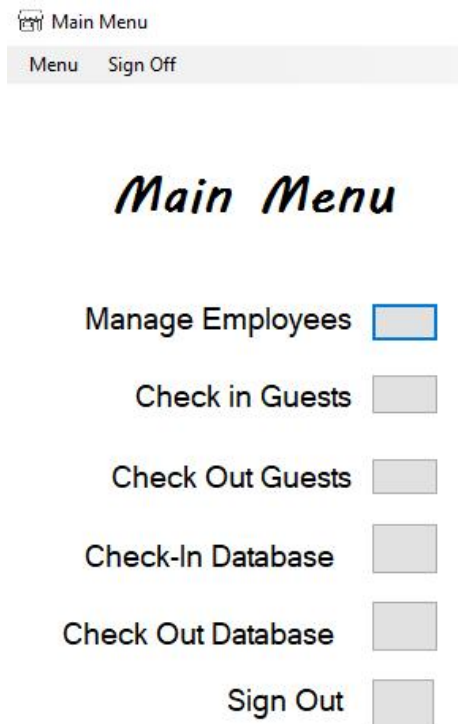 Main Menu
Menu Sign Off
Main Menu
Manage Employees
Check in Guests
Check Out Guests
Check-In Database
Check Out Database
Sign Out